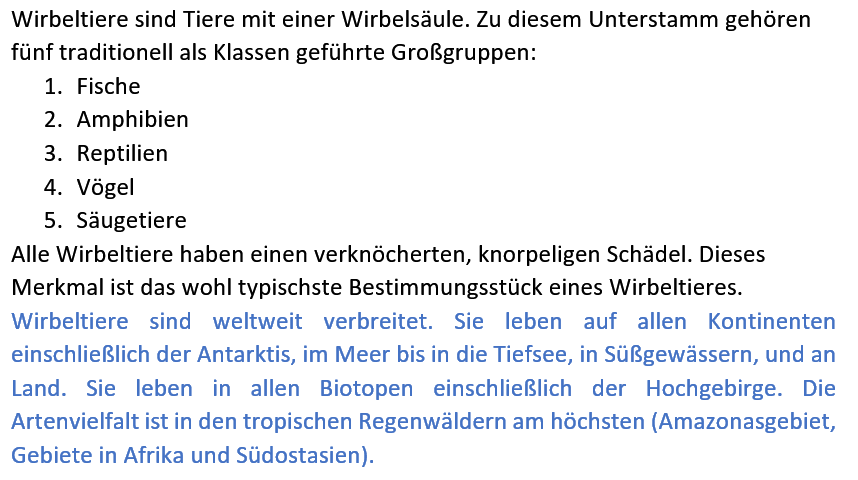 Wirbeltiere sind Tiere mit einer Wirbelsäule. Zu diesem Unterstamm gehören
fünf traditionell als Klassen geführte Großgruppen:
1. Fische
2. Amphibien
3. Reptilien
4. Vögel
5. Säugetiere
Alle Wirbeltiere haben einen verknöcherten, knorpeligen Schädel. Dieses
Merkmal ist das wohl typischste Bestimmungsstück eines Wirbeltieres.
Wirbeltiere sind weltweit verbreitet. Sie leben auf allen Kontinenten
einschließlich der Antarktis, im Meer bis in die Tiefsee, in Süßgewässern, und an
Land. Sie leben in allen Biotopen einschließlich der Hochgebirge. Die
Artenvielfalt ist in den tropischen Regenwäldern am höchsten (Amazonasgebiet,
Gebiete in Afrika und Südostasien).